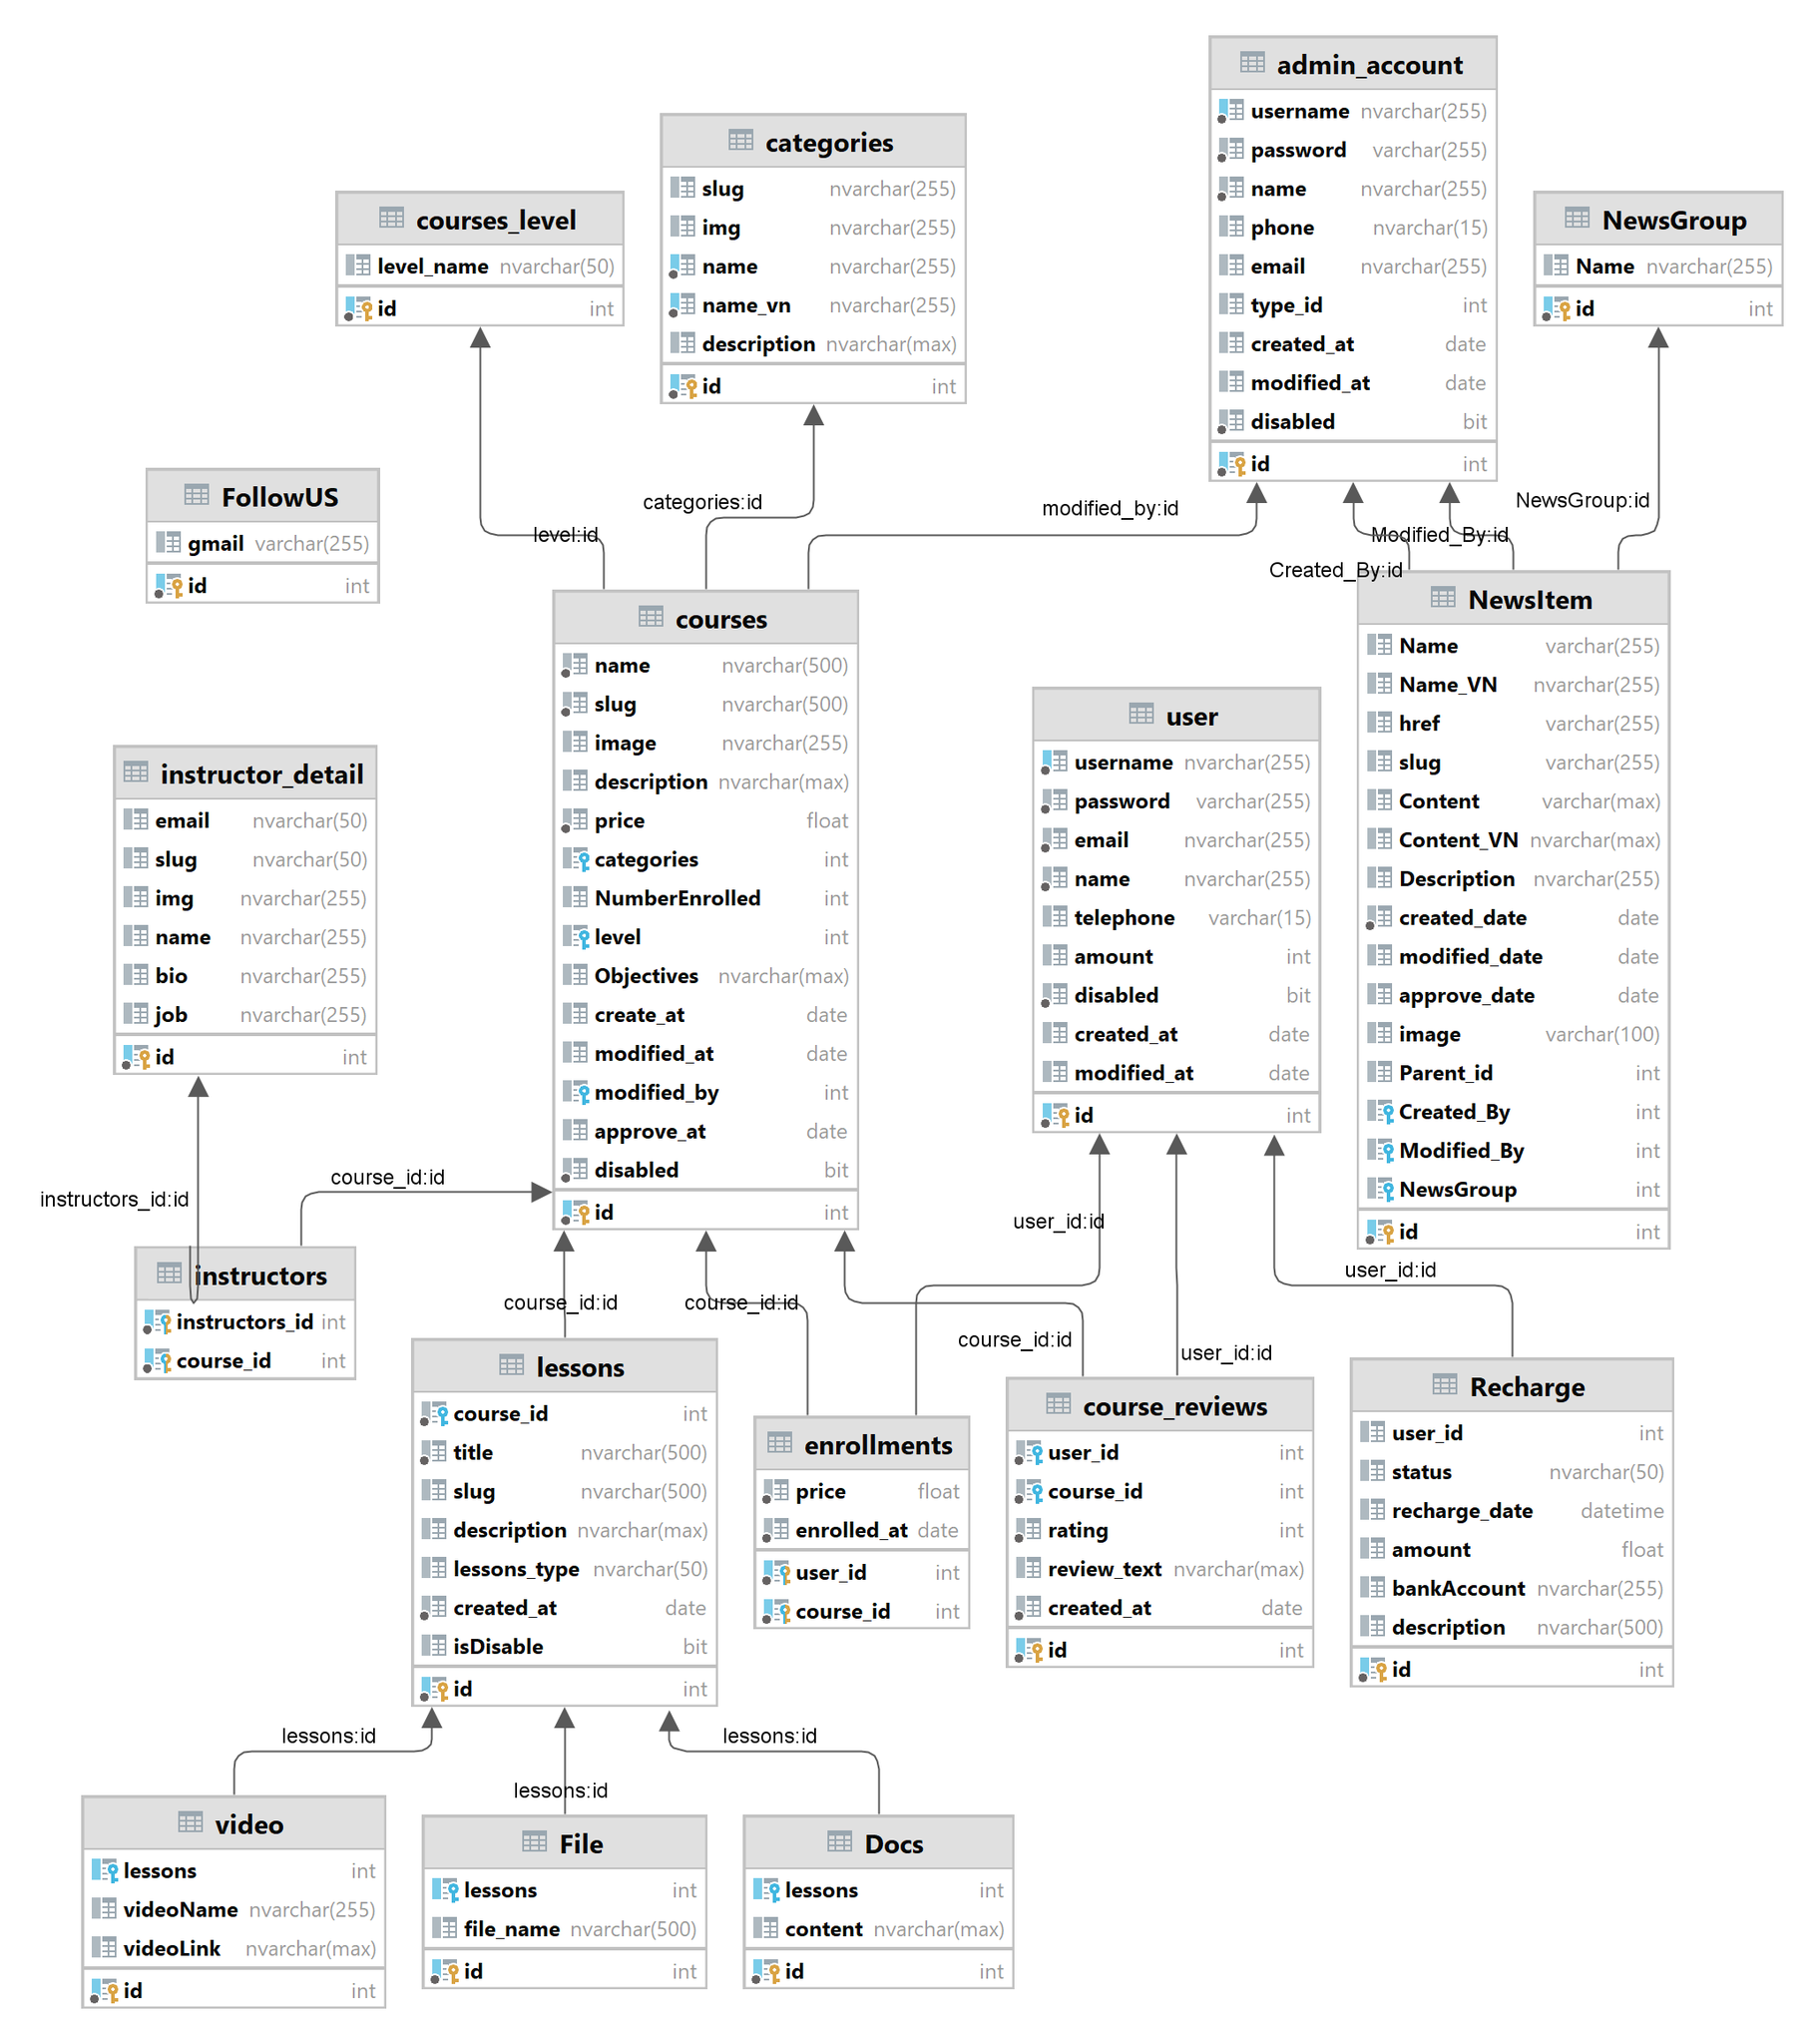 admin_account
username nvarchar(255)
password varchar(255)
name nvarchar(255)
phone nvarchar(15)
email nvarchar(255)
type_id int
created_at date
modified_at date
disabled bit
id int
categories
slug nvarchar(255)
img nvarchar(255)
name nvarchar(255)
name_vn nvarchar(255)
description nvarchar(max)
id int
courses_level
level_name nvarchar(50)
id int
NewsGroup
Name nvarchar(255)
id int
FollowUS
gmail varchar(255)
id int
level:id
categories:id
modified_by:id
Created_By:id
Modified_By:id
NewsGroup:id
courses
name nvarchar(500)
slug nvarchar(500)
image nvarchar(255)
description nvarchar(max)
price float
categories int
NumberEnrolled int
level int
Objectives nvarchar(max)
create_at date
modified_at date
modified_by int
approve_at date
disabled bit
id int
NewsItem
Name varchar(255)
Name_VN nvarchar(255)
href varchar(255)
slug varchar(255)
Content varchar(max)
Content_VN nvarchar(max)
Description nvarchar(255)
created_date date
modified_date date
approve_date date
image varchar(100)
Parent_id int
Created_By int
Modified_By int
NewsGroup int
id int
user
username nvarchar(255)
password varchar(255)
email nvarchar(255)
name nvarchar(255)
telephone varchar(15)
amount int
disabled bit
created_at date
modified_at date
id int
instructor_detail
email nvarchar(50)
slug nvarchar(50)
img nvarchar(255)
name nvarchar(255)
bio nvarchar(255)
job nvarchar(255)
id int
instructors_id:id
course_id:id
instructors
instructors_id int
course_id int
course_id:id
course_id:id
user_id:id
course_id:id
user_id:id
user_id:id
lessons
course_id int
title nvarchar(500)
slug nvarchar(500)
description nvarchar(max)
lessons_type nvarchar(50)
created_at date
isDisable bit
id int
enrollments
price float
enrolled_at date
user_id int
course_id int
course_reviews
user_id int
course_id int
rating int
review_text nvarchar(max)
created_at date
id int
Recharge
user_id int
status nvarchar(50)
recharge_date datetime
amount float
bankAccount nvarchar(255)
description nvarchar(500)
id int
lessons:id
lessons:id
lessons:id
video
lessons int
videoName nvarchar(255)
videoLink nvarchar(max)
id int
File
lessons int
file_name nvarchar(500)
id int
Docs
lessons int
content nvarchar(max)
id int